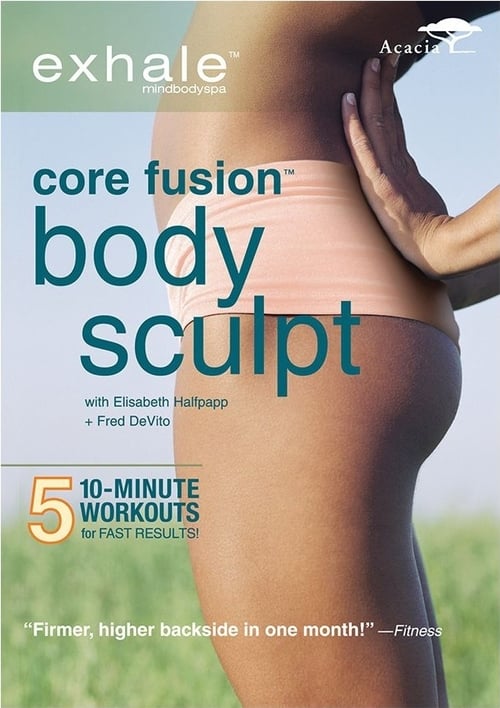 exhale™
mindbodyspa
Acacia
core fusion™
body
sculpt
with Elisabeth Halfpapp
+ Fred DeVito
5 10-MINUTE
WORKOUTS
for FAST RESULTS!
“Firmer, higher backside in one month!” —Fitness